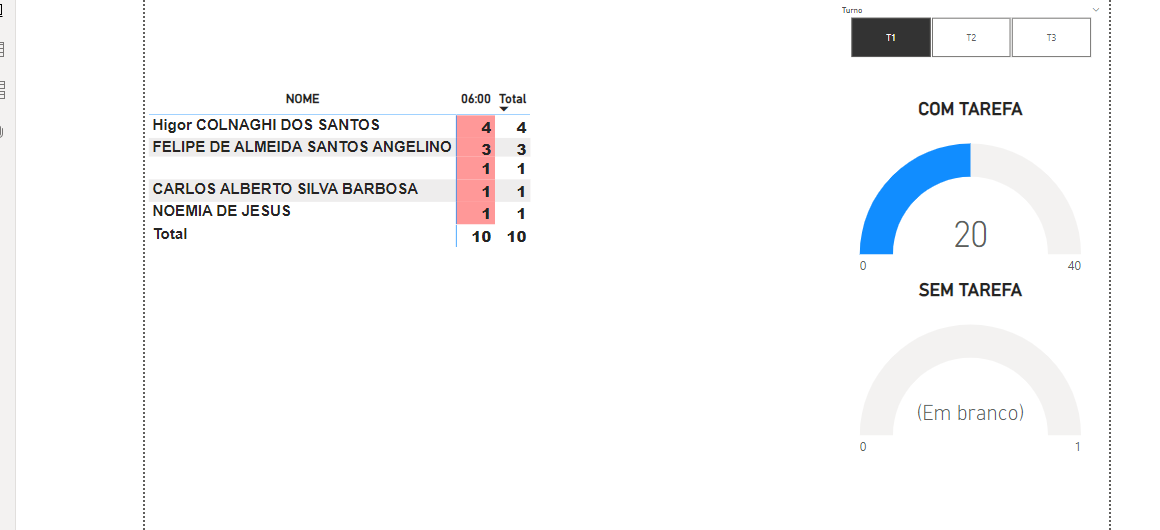 Turno
T1 T2 T3
NOME 06:00 Total
Higor COLNAGHI DOS SANTOS 4 4
FELIPE DE ALMEIDA SANTOS ANGELINO 3 3
1 1
CARLOS ALBERTO SILVA BARBOSA 1 1
NOEMIA DE JESUS 1 1
Total 10 10
COM TAREFA
20
0 40
SEM TAREFA
(Em branco)
0 1